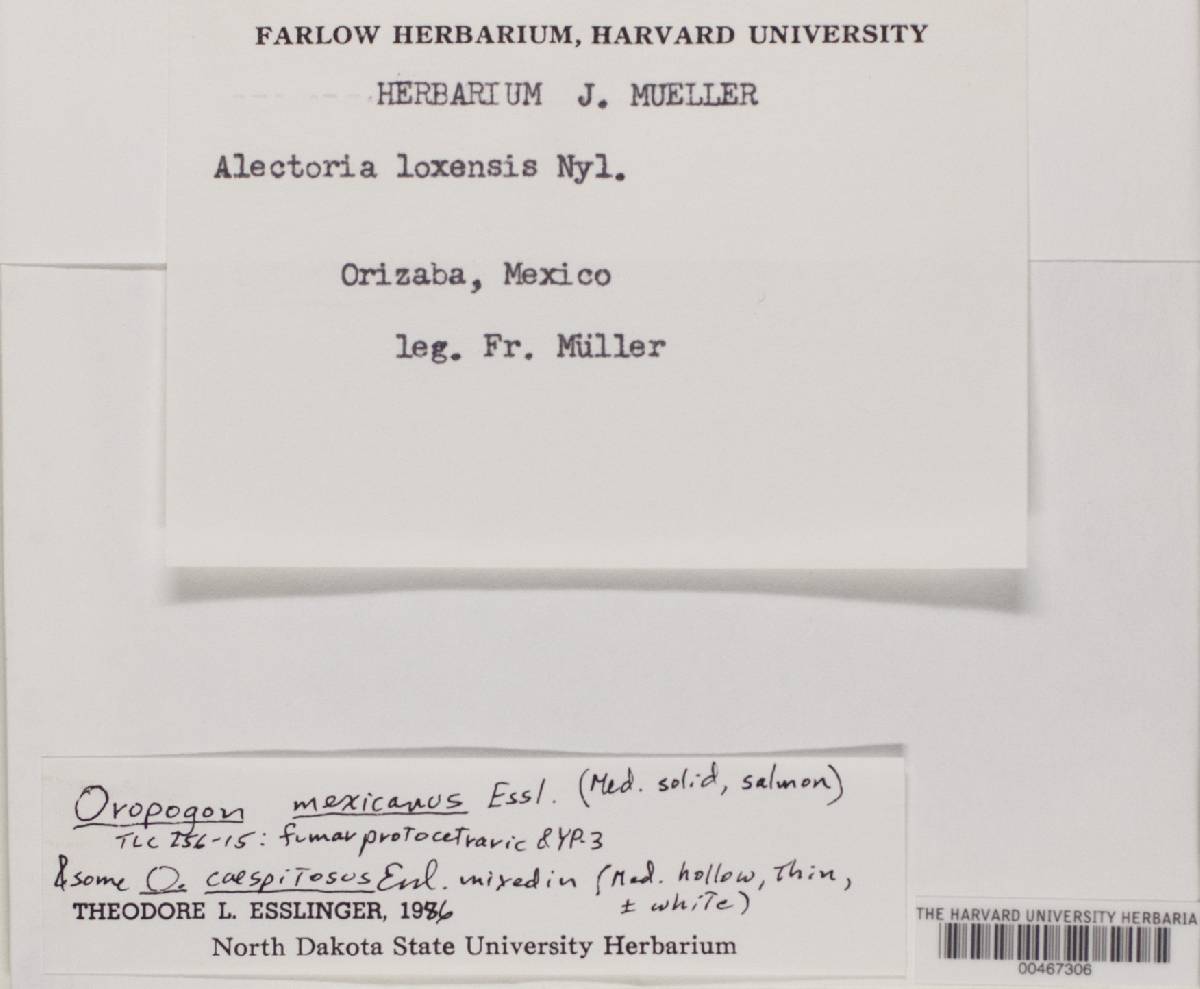 FARLOW HERBARIUM, HARVARD UNIVERSITY
HERBARIUM J. MUELLER
Alectoria loxensis Nyl.
Orizaba, Mexico
leg. Fr. Müller
Oropogon mexicanus Essl. (Med. solid, salmon)
TLC I56-15: fumarprotocetraric & YP-3
& some O. caespitosus Essl. mixed in (Med. hollow, Thin,
± white)
THEODORE L. ESSLINGER, 1986
North Dakota State University Herbarium
THE HARVARD UNIVERSITY HERBARIA
00467306